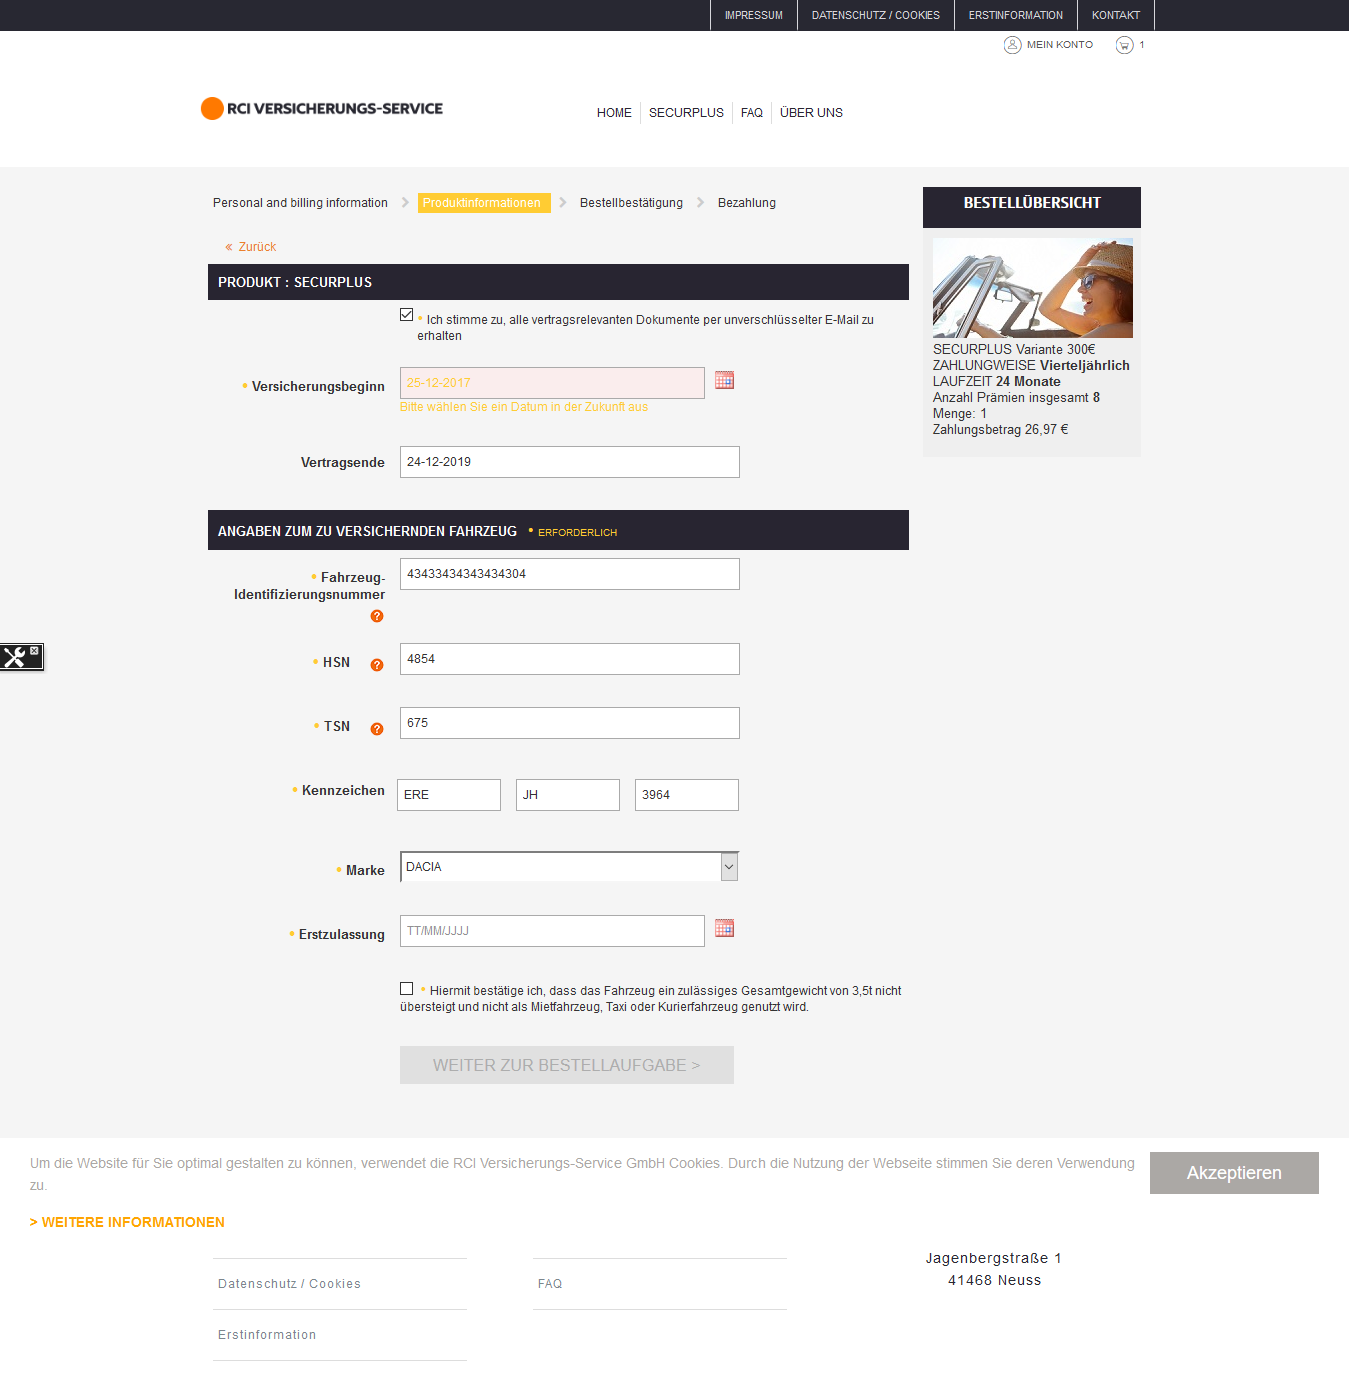 IMPRESSUM
DATENSCHUTZ / COOKIES
ERSTINFORMATION
KONTAKT
MEIN KONTO
1
RCI VERSICHERUNGS-SERVICE
HOME
SECURPLUS
FAQ
ÜBER UNS
Personal and billing information
Produktinformationen
Bestellbestätigung
Bezahlung
« Zurück
PRODUKT : SECURPLUS
• Ich stimme zu, alle vertragsrelevanten Dokumente per unverschlüsselter E-Mail zu
erhalten
• Versicherungsbeginn
25-12-2017
Bitte wählen Sie ein Datum in der Zukunft aus
Vertragsende
24-12-2019
ANGABEN ZUM ZU VERSICHERNDEN FAHRZEUG • ERFORDERLICH
• Fahrzeug-
Identifizierungsnummer
?
43433434343434304
• HSN
?
4854
• TSN
?
675
• Kennzeichen
ERE
JH
3964
• Marke
DACIA
• Erstzulassung
TT/MM/JJJJ
• Hiermit bestätige ich, dass das Fahrzeug ein zulässiges Gesamtgewicht von 3,5t nicht
übersteigt und nicht als Mietfahrzeug, Taxi oder Kurierfahrzeug genutzt wird.
WEITER ZUR BESTELLAUFGABE >
BESTELLÜBERSICHT
SECURPLUS Variante 300€
ZAHLUNGWEISE Vierteljährlich
LAUFZEIT 24 Monate
Anzahl Prämien insgesamt 8
Menge: 1
Zahlungsbetrag 26,97 €
Um die Website für Sie optimal gestalten zu können, verwendet die RCI Versicherungs-Service GmbH Cookies. Durch die Nutzung der Webseite stimmen Sie deren Verwendung
zu.
Akzeptieren
> WEITERE INFORMATIONEN
Datenschutz / Cookies
Erstinformation
FAQ
Jagenbergstraße 1
41468 Neuss